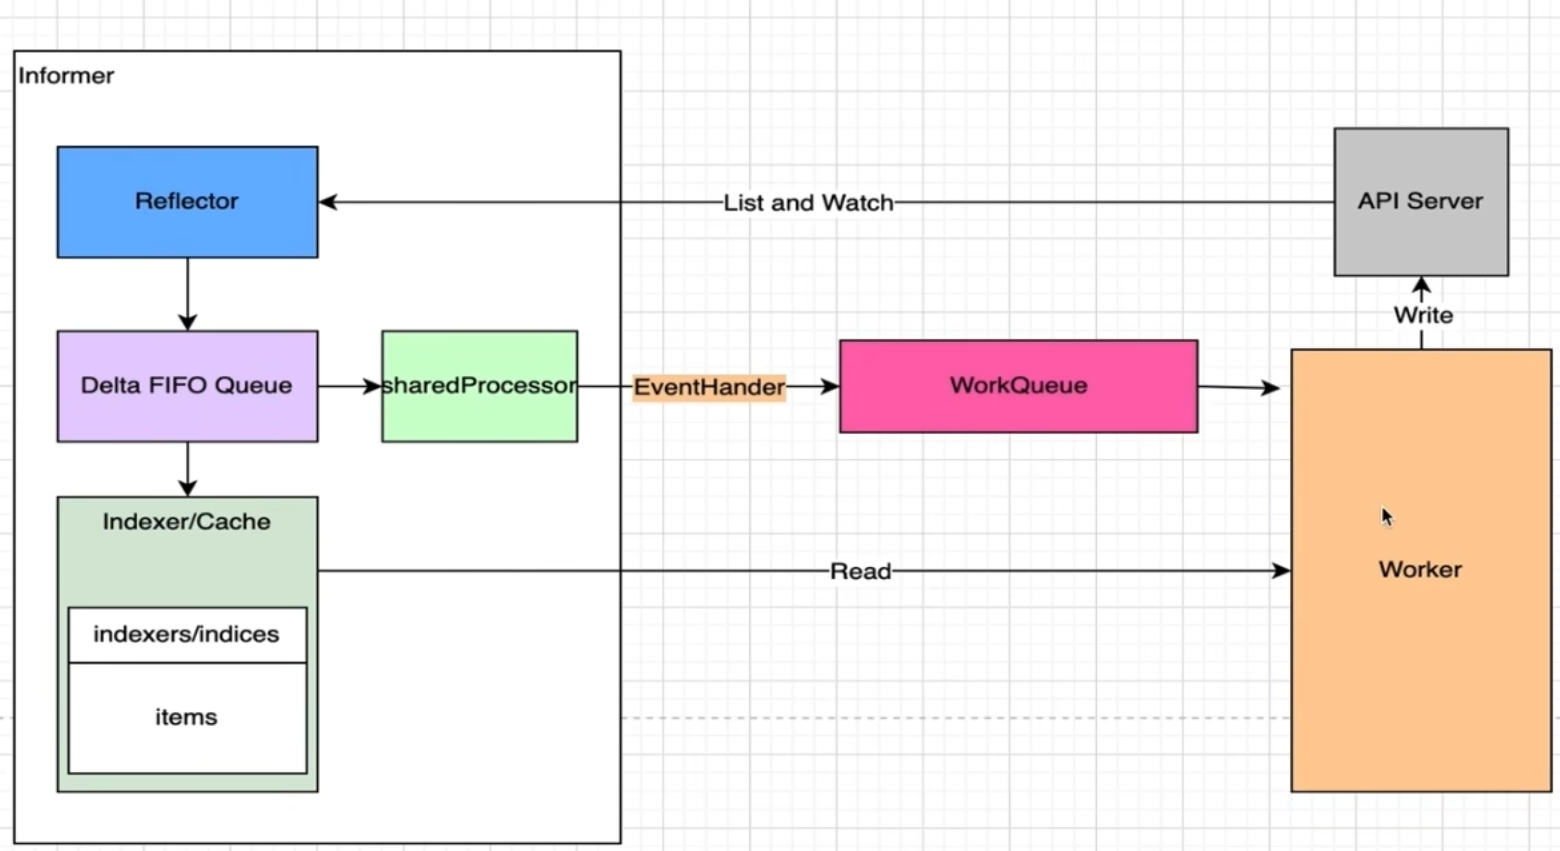 Informer
Reflector
List and Watch
API Server
Write
Delta FIFO Queue
sharedProcessor
EventHander
WorkQueue
Indexer/Cache
Read
Worker
indexers/indices
items